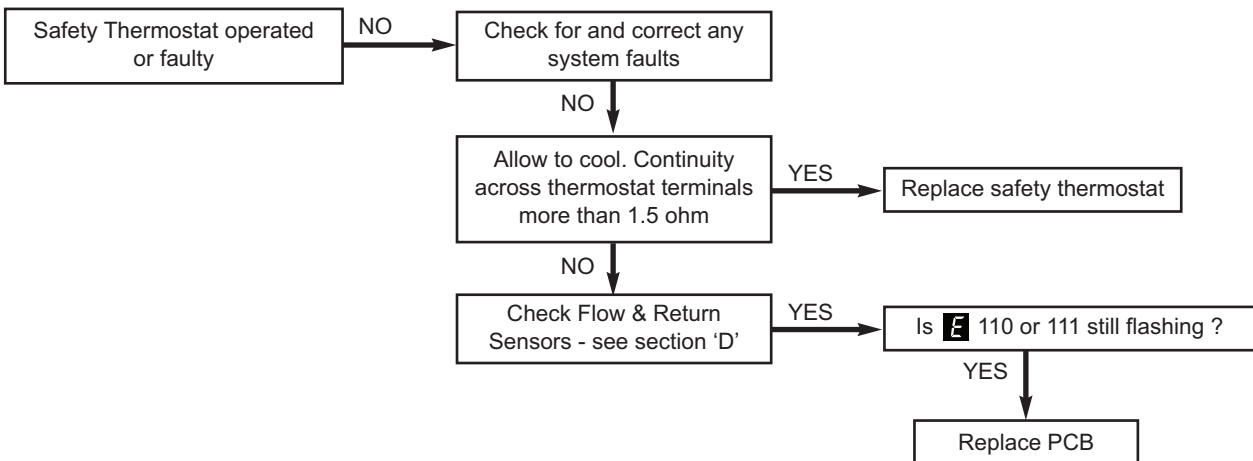 Safety Thermostat operated
or faulty
NO
Check for and correct any
system faults
NO
Allow to cool. Continuity
across thermostat terminals
more than 1.5 ohm
YES
Replace safety thermostat
NO
Check Flow & Return
Sensors - see section ‘D’
YES
Is E 110 or 111 still flashing ?
YES
Replace PCB